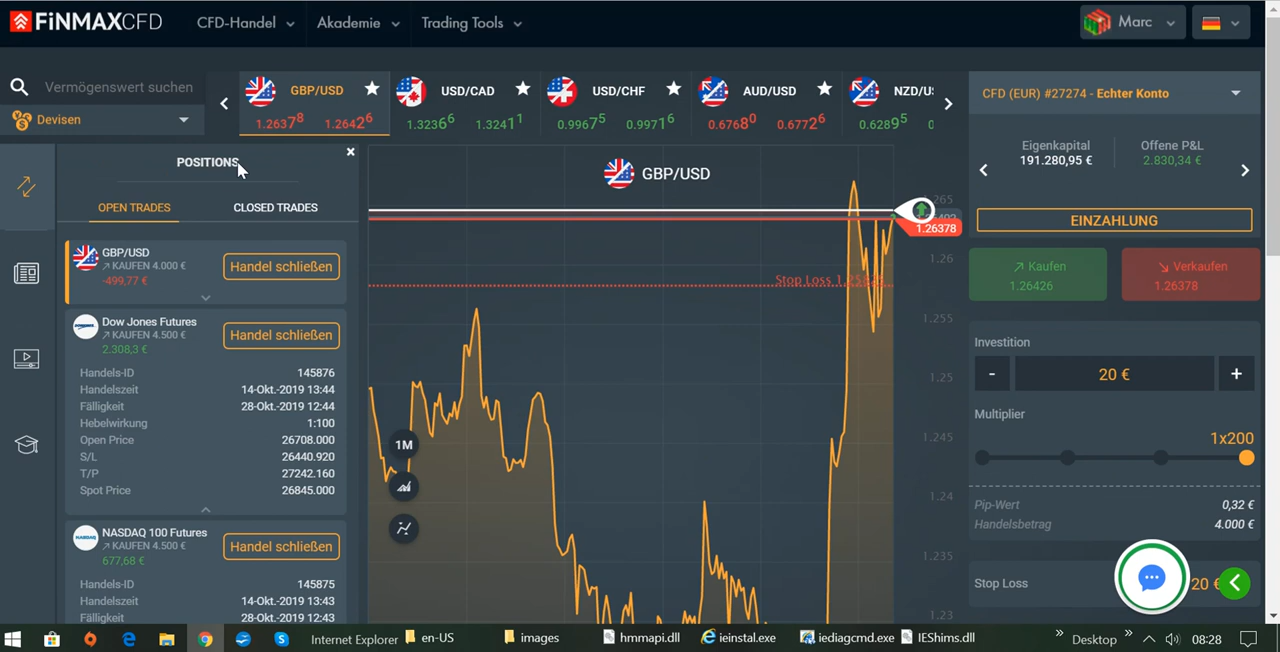 FiNMAXCFD
CFD-Handel
Akademie
Trading Tools
Marc
Vermögenswert suchen
Devisen
GBP/USD
1.26378 1.26426
USD/CAD
1.32366 1.32411
USD/CHF
0.99675 0.99716
AUD/USD
0.67680 0.67726
NZD/U
0.62895
CFD (EUR) #27274 - Echter Konto
Eigenkapital
191.280,95 €
Offene P&L
2.830,34 €
EINZAHLUNG
Kaufen
1.26426
Verkaufen
1.26378
Investition
- 20 € +
Multiplier
1x200
Pip-Wert 0,32 €
Handelsbetrag 4.000 €
Stop Loss 20 €
POSITIONS
OPEN TRADES CLOSED TRADES
GBP/USD
KAUFEN 4.000 €
-499,77 €
Handel schließen
Dow Jones Futures
KAUFEN 4.500 €
2.308,3 €
Handel schließen
Handels-ID 145876
Handelszeit 14-Okt.-2019 13:44
Fälligkeit 28-Okt.-2019 12:44
Hebelwirkung 1:100
Open Price 26708.000
S/L 26440.920
T/P 27242.160
Spot Price 26845.000
NASDAQ 100 Futures
KAUFEN 4.500 €
677,68 €
Handel schließen
Handels-ID 145875
Handelszeit 14-Okt.-2019 13:43
Fälligkeit 28-Okt.-2019 12:43
GBP/USD
1.26378
Stop Loss
1.26
1.255
1.25
1.245
1.24
1.235
1.23
1M
Internet Explorer
en-US
images
hmmapi.dll
ieinstal.exe
iediagcmd.exe
IEShims.dll
Desktop
08:28